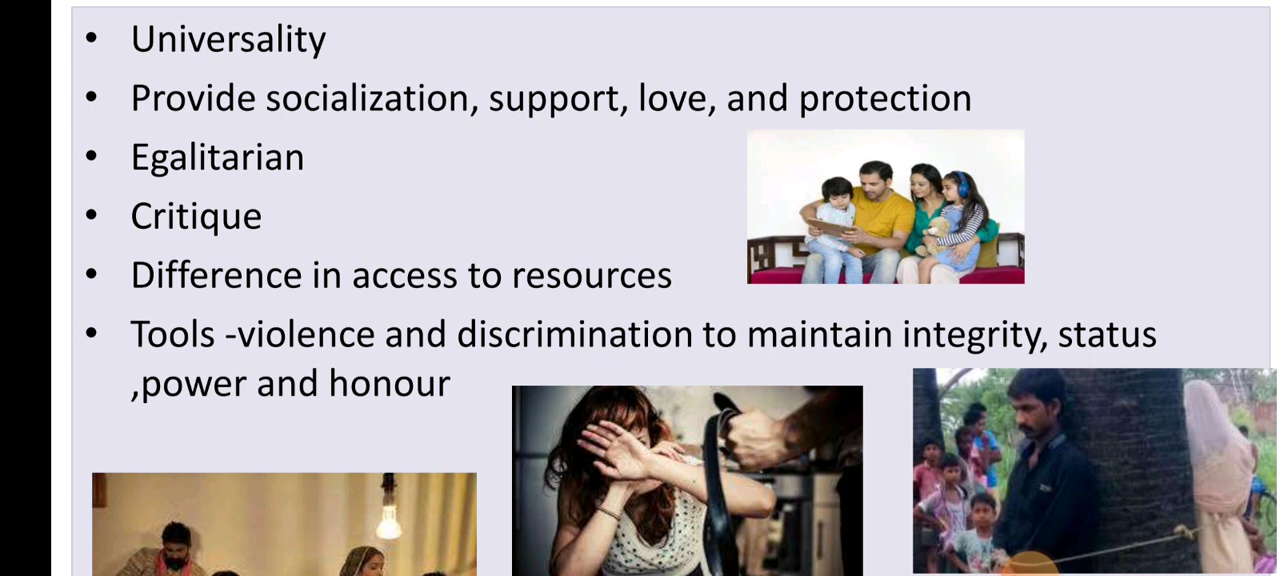 • Universality
• Provide socialization, support, love, and protection
• Egalitarian
• Critique
• Difference in access to resources
• Tools -violence and discrimination to maintain integrity, status
,power and honour